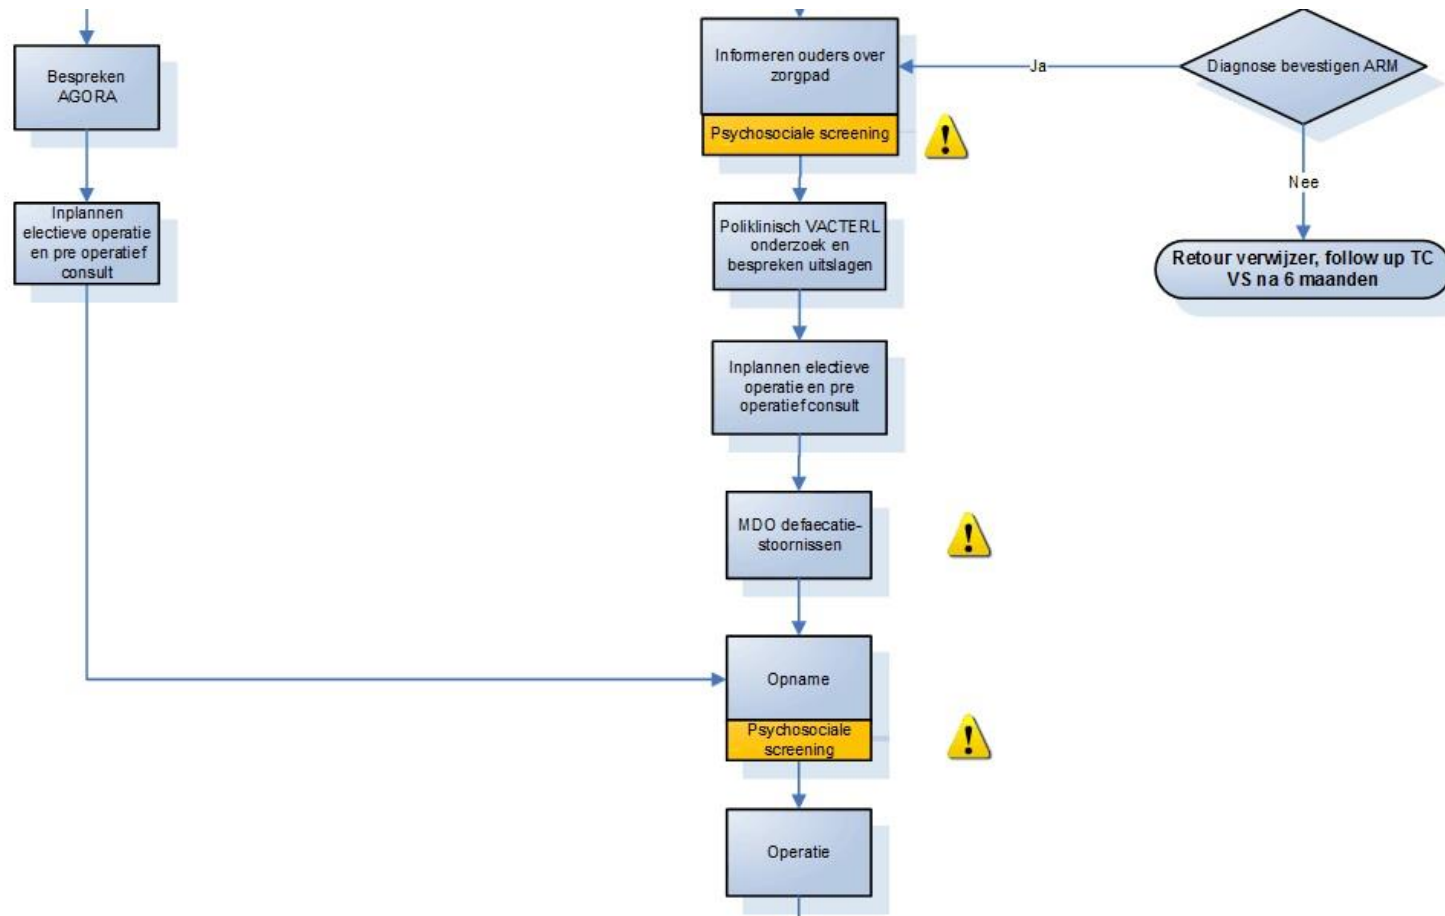 Bespreken
AGORA
Inplannen
electieve operatie
en pre operatief
consult
Informeren ouders over
zorgpad
Psychosociale screening
Ja
Diagnose bevestigen ARM
Nee
Retour verwijzer, follow up TC
VS na 6 maanden
Poliklinisch VACTERL
onderzoek en
bespreken uitslagen
Inplannen electieve
operatie en pre
operatief consult
MDO defaecatie-
stoornissen
Opname
Psychosociale
screening
Operatie